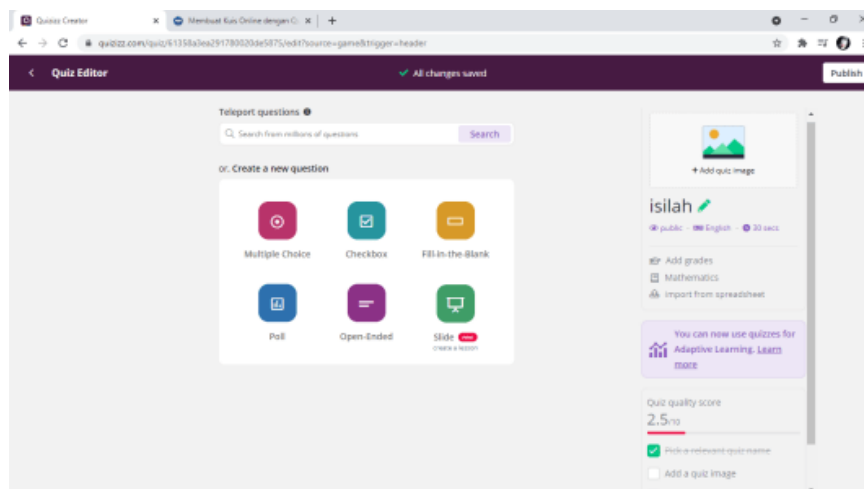 Quizizz Creator
Membuat Kuis Online dengan Q
quizizz.com/quiz/61358a3ea291780020de5875/edit?source=game&trigger=header
Quiz Editor
All changes saved
Publish
Teleport questions
Search from millions of questions
Search
or, Create a new question
Multiple Choice
Checkbox
Fill-in-the-Blank
Poll
Open-Ended
Slide new
Create a lesson
+ Add quiz image
isilah
public - English - 30 secs
Add grades
Mathematics
Import from spreadsheet
You can now use quizzes for
Adaptive Learning. Learn
more
Quiz quality score
2.5/10
Pick a relevant quiz name
Add a quiz image